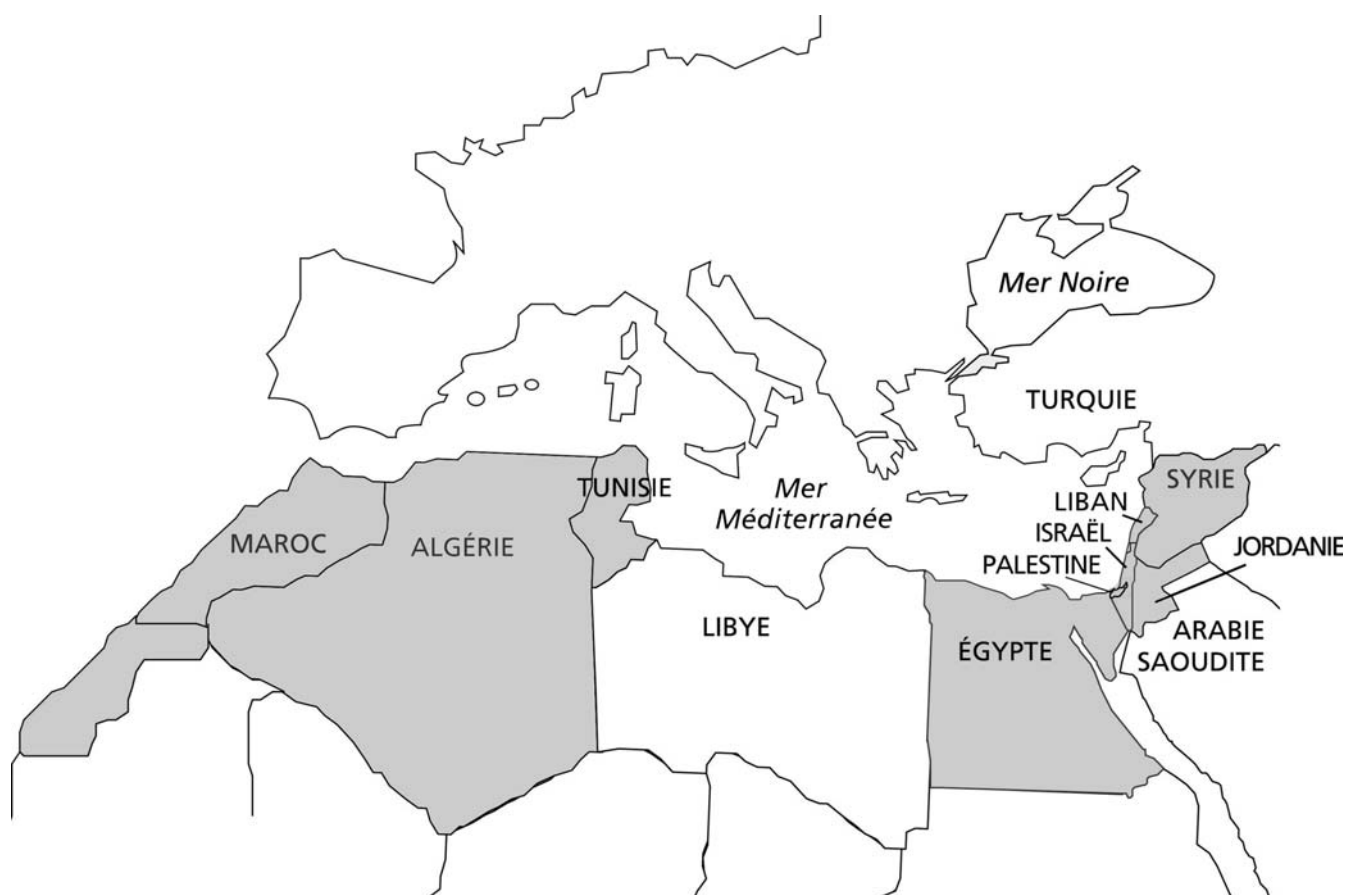 Mer Noire
TURQUIE
SYRIE
TUNISIE
Mer
Méditerranée
LIBAN
ISRAËL
PALESTINE
JORDANIE
MAROC
ALGÉRIE
LIBYE
ÉGYPTE
ARABIE
SAOUDITE